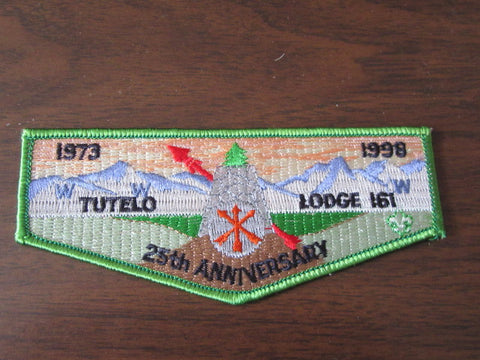 1973 1998
W W W
TUTELO LODGE 161
25th ANNIVERSARY